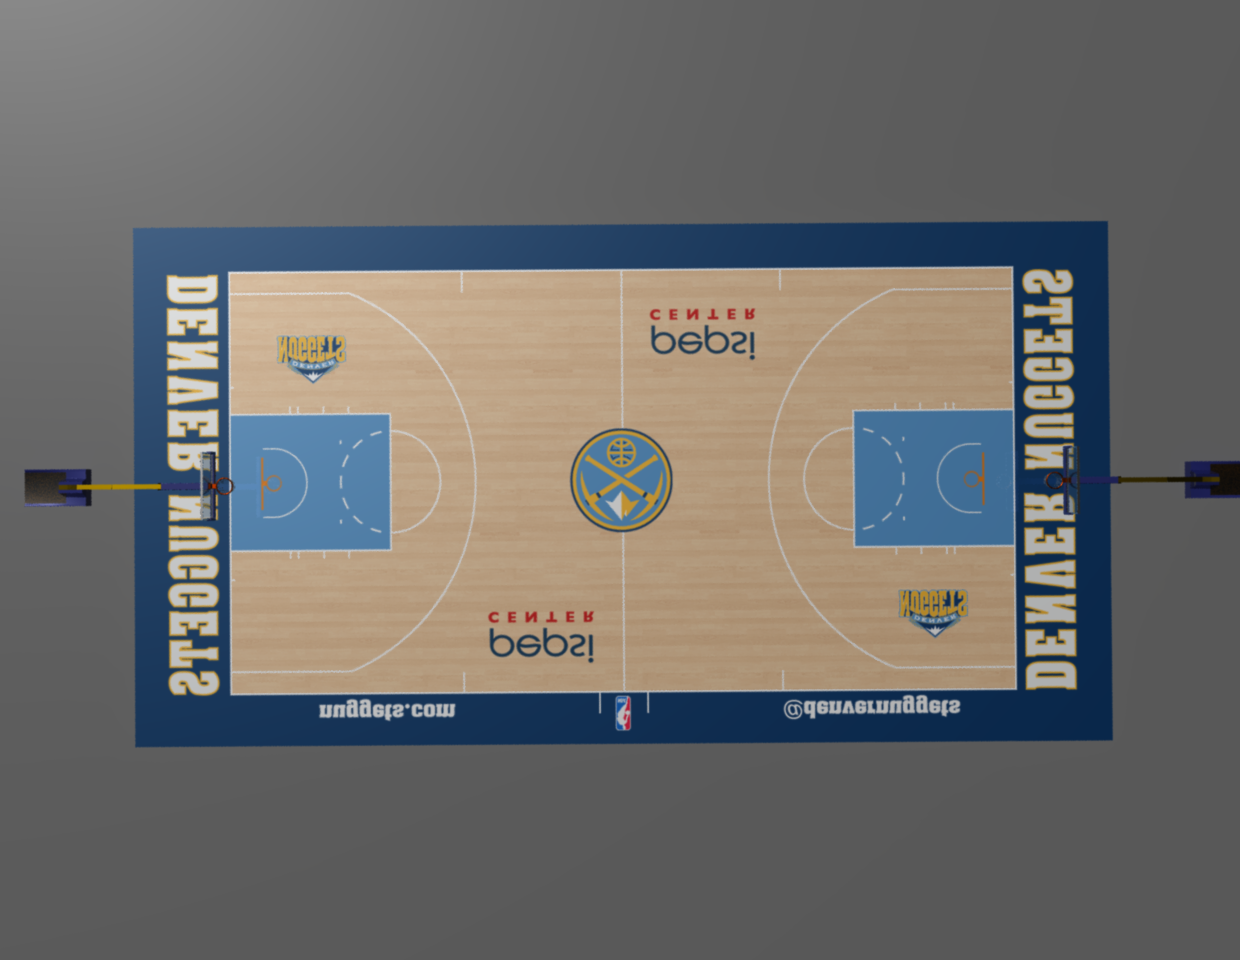 DENVER NUGGETS
DENVER NUGGETS
CENTER
pepsi
NUGGETS
DENVER
CENTER
pepsi
NUGGETS
DENVER
nuggets.com
@denvernuggets